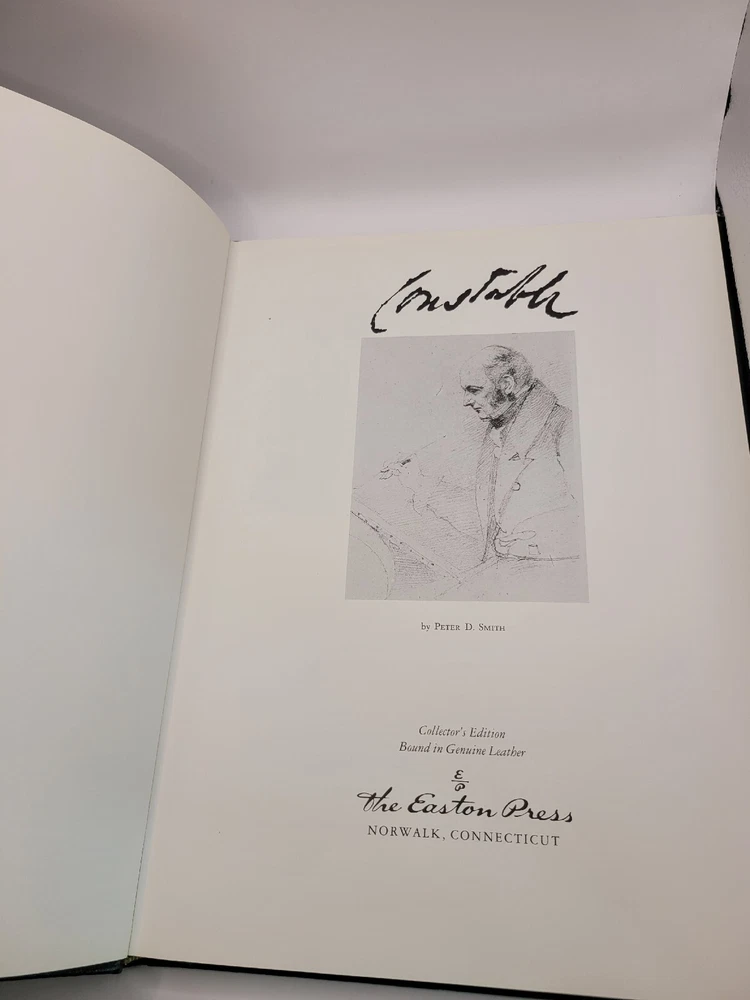 Constable
by PETER D. SMITH
Collector's Edition
Bound in Genuine Leather
E
P
the Easton Press
NORWALK, CONNECTICUT